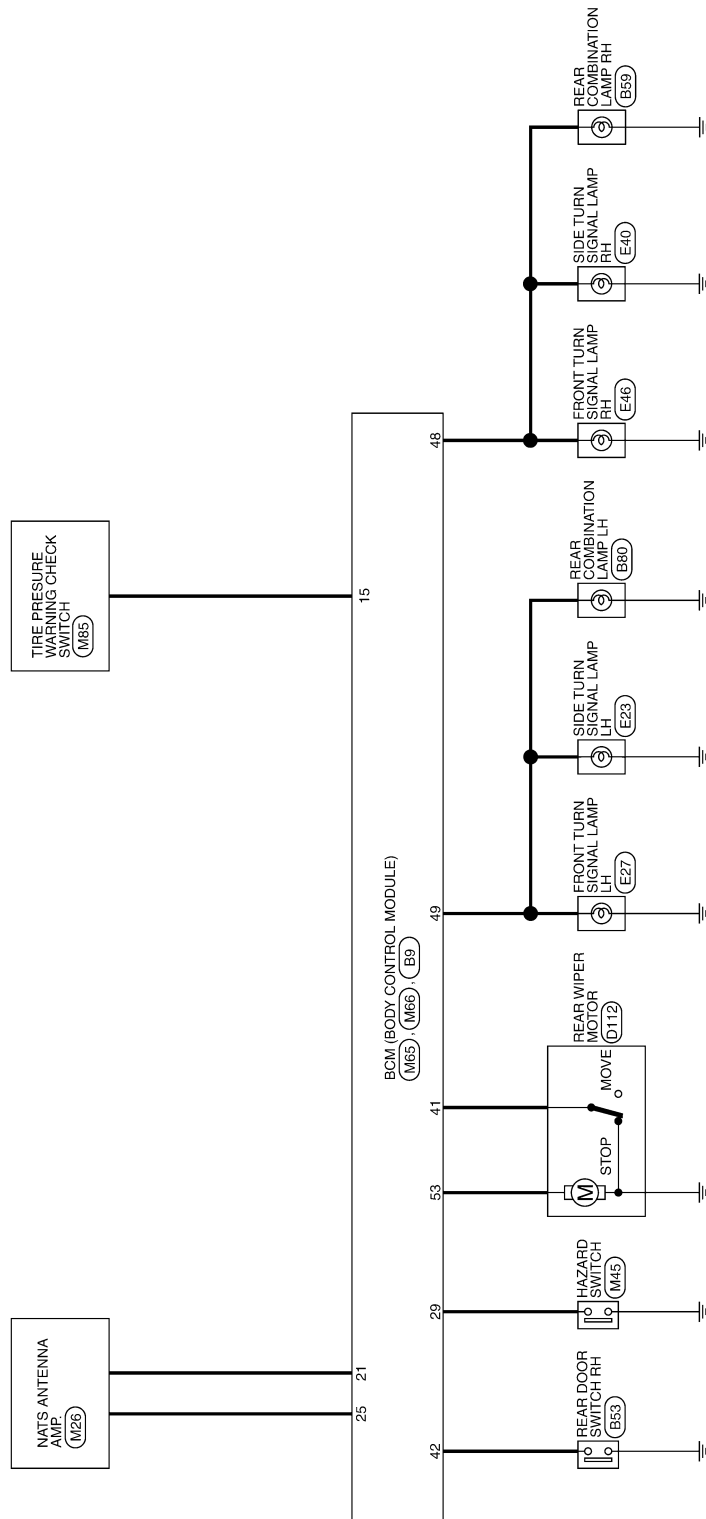 NATS ANTENNA
AMP.
M26
TIRE PRESURE
WARNING CHECK
SWITCH
M85
25
21
15
BCM (BODY CONTROL MODULE)
M65 , M66 , B9
42
29
53
41
49
48
REAR DOOR
SWITCH RH
B53
HAZARD
SWITCH
M45
REAR WIPER
MOTOR
D112
M
STOP
MOVE
FRONT TURN
SIGNAL LAMP
LH
E27
SIDE TURN
SIGNAL LAMP
LH
E23
REAR
COMBINATION
LAMP LH
B80
FRONT TURN
SIGNAL LAMP
RH
E46
SIDE TURN
SIGNAL LAMP
RH
E40
REAR
COMBINATION
LAMP RH
B59